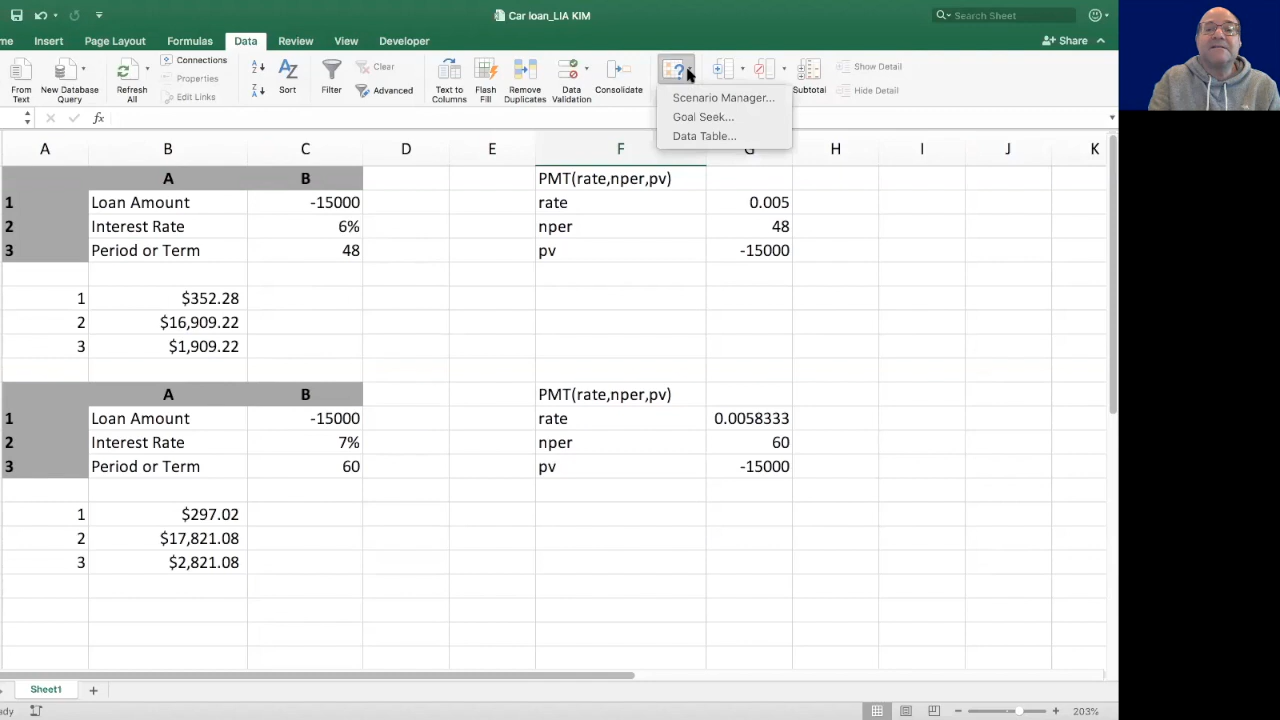 Car loan_LIA KIM
Search Sheet
me Insert Page Layout Formulas Data Review View Developer
Share
From Text
New Database Query
Refresh All
Connections
Properties
Edit Links
Sort
Filter
Clear
Advanced
Text to Columns
Flash Fill
Remove Duplicates
Data Validation
Consolidate
Subtotal
Show Detail
Hide Detail
Scenario Manager...
Goal Seek...
Data Table...
fx
A B C D E F G H I J K
A B PMT(rate,nper,pv)
1 Loan Amount -15000 rate 0.005
2 Interest Rate 6% nper 48
3 Period or Term 48 pv -15000
1 $352.28
2 $16,909.22
3 $1,909.22
A B PMT(rate,nper,pv)
1 Loan Amount -15000 rate 0.0058333
2 Interest Rate 7% nper 60
3 Period or Term 60 pv -15000
1 $297.02
2 $17,821.08
3 $2,821.08
Sheet1
ady
203%